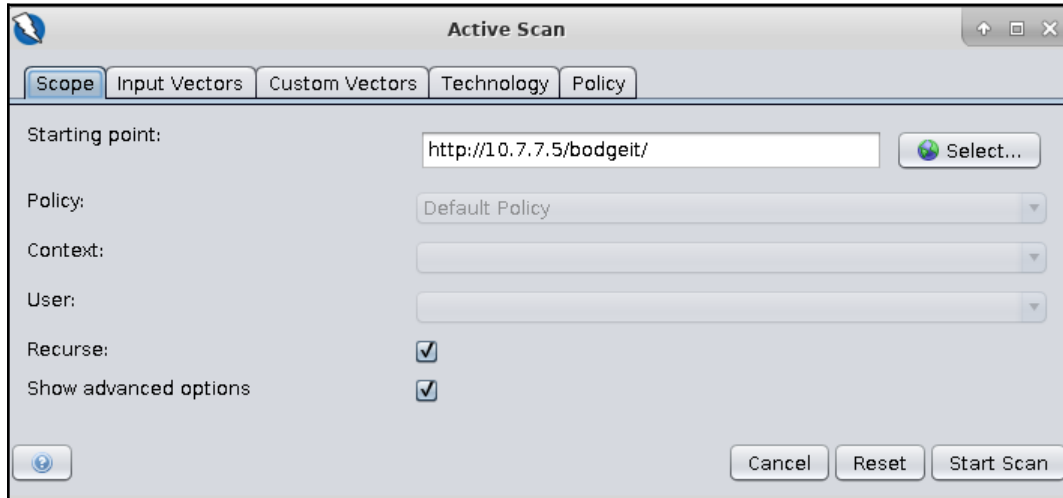 Active Scan
Scope Input Vectors Custom Vectors Technology Policy
Starting point: http://10.7.7.5/bodgeit/ Select...
Policy: Default Policy
Context:
User:
Recurse:
Show advanced options
Cancel Reset Start Scan